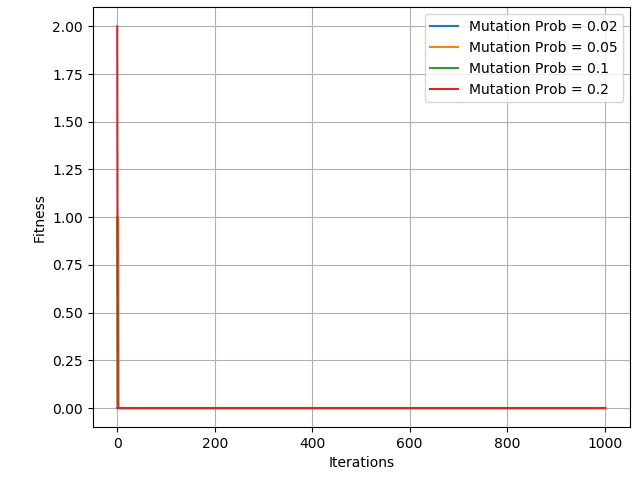 2.00
1.75
1.50
1.25
1.00
0.75
0.50
0.25
0.00
Fitness
Mutation Prob = 0.02
Mutation Prob = 0.05
Mutation Prob = 0.1
Mutation Prob = 0.2
0 200 400 600 800 1000
Iterations